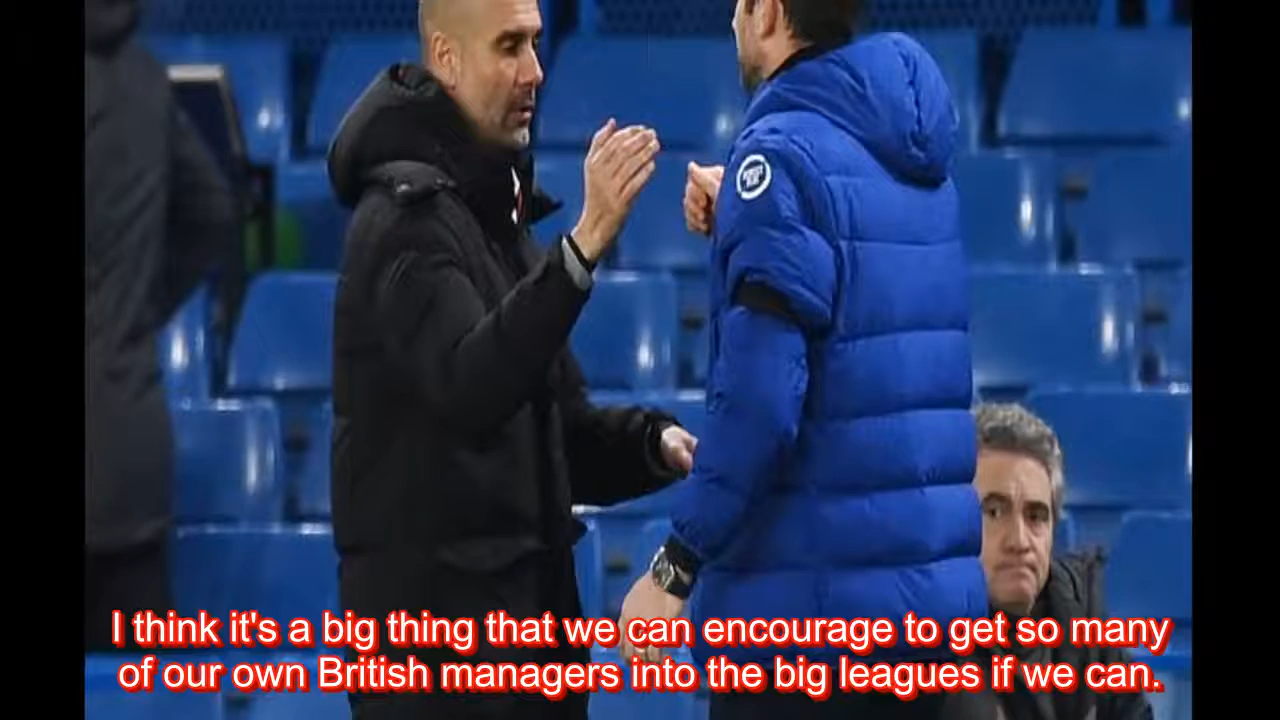 I think it's a big thing that we can encourage to get so many
of our own British managers into the big leagues if we can.